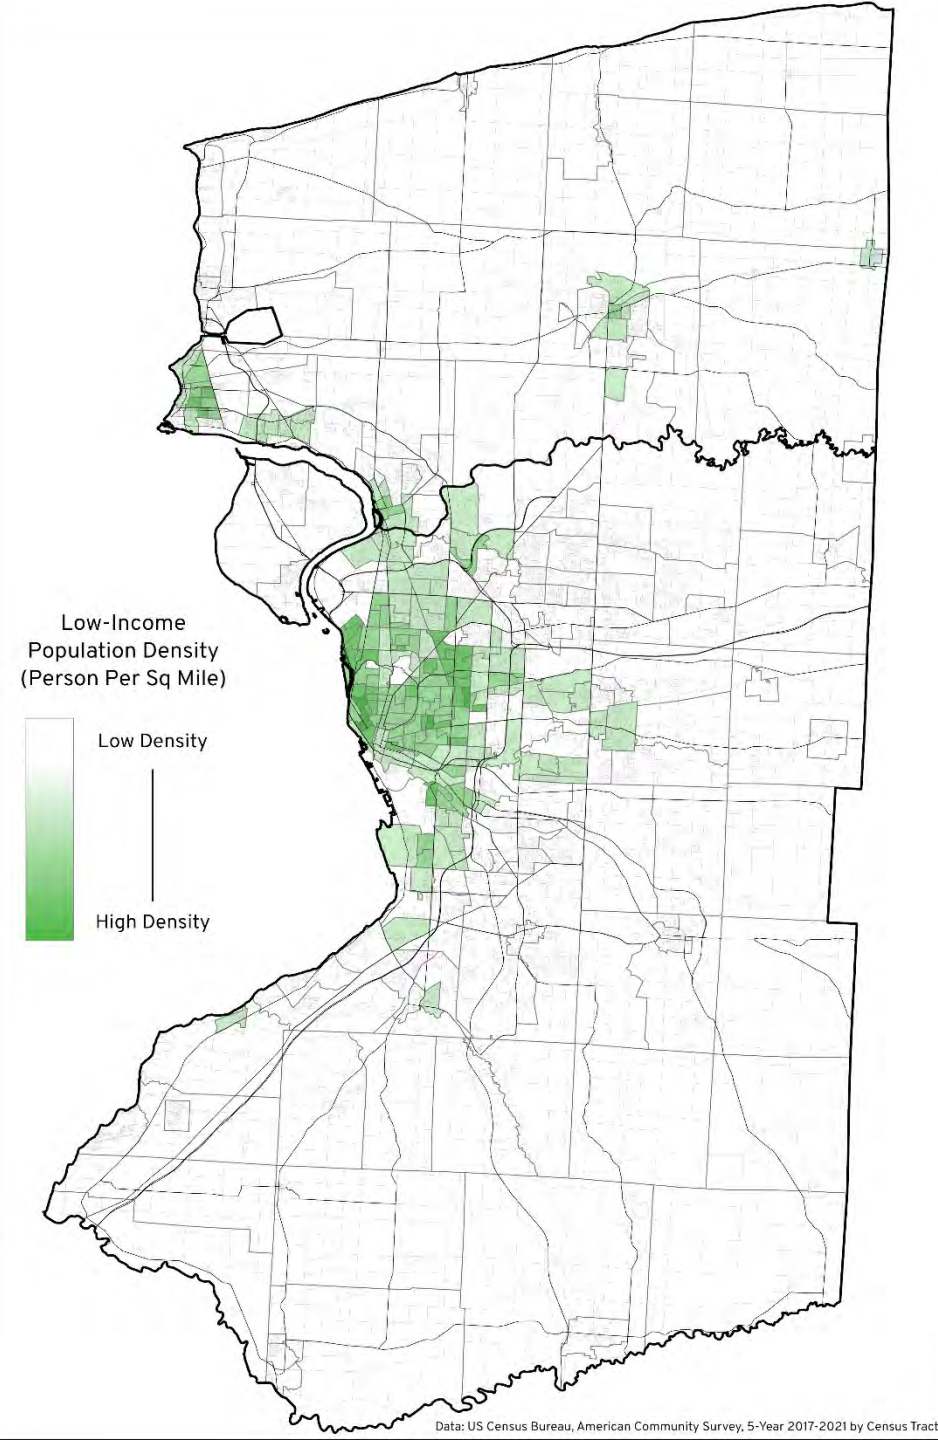 Low-Income
Population Density
(Person Per Sq Mile)
Low Density
High Density
Data: US Census Bureau, American Community Survey, 5-Year 2017-2021 by Census Tract